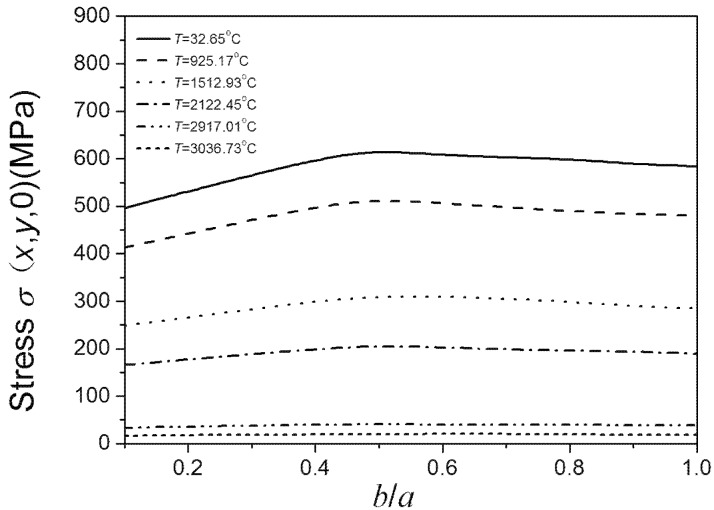 900
800
700
600
500
400
300
200
100
0
Stress σ (x,y,0)(MPa)
T=32.65°C
T=925.17°C
T=1512.93°C
T=2122.45°C
T=2917.01°C
T=3036.73°C
0.2 0.4 0.6 0.8 1.0
b/a